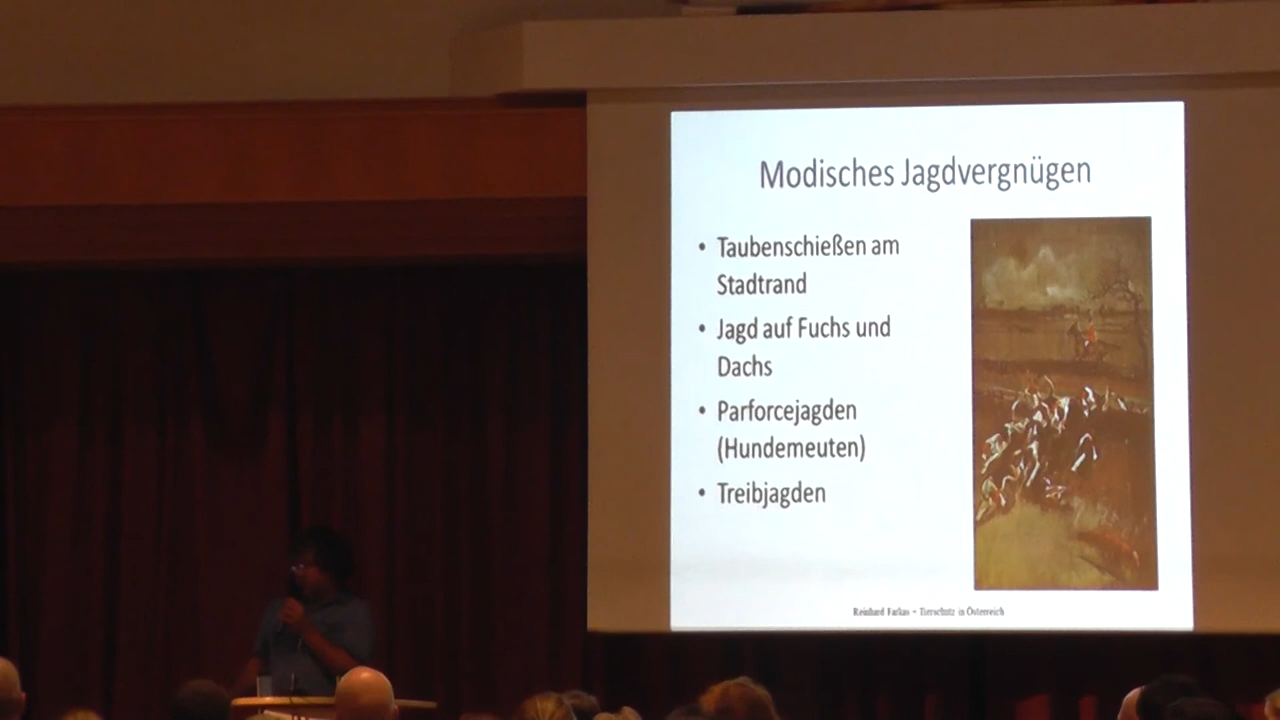 Modisches Jagdvergnügen
• Taubenschießen am
Stadtrand
• Jagd auf Fuchs und
Dachs
• Parforcejagden
(Hundemeuten)
• Treibjagden
Reinhard Farkas – Tierschutz in Österreich